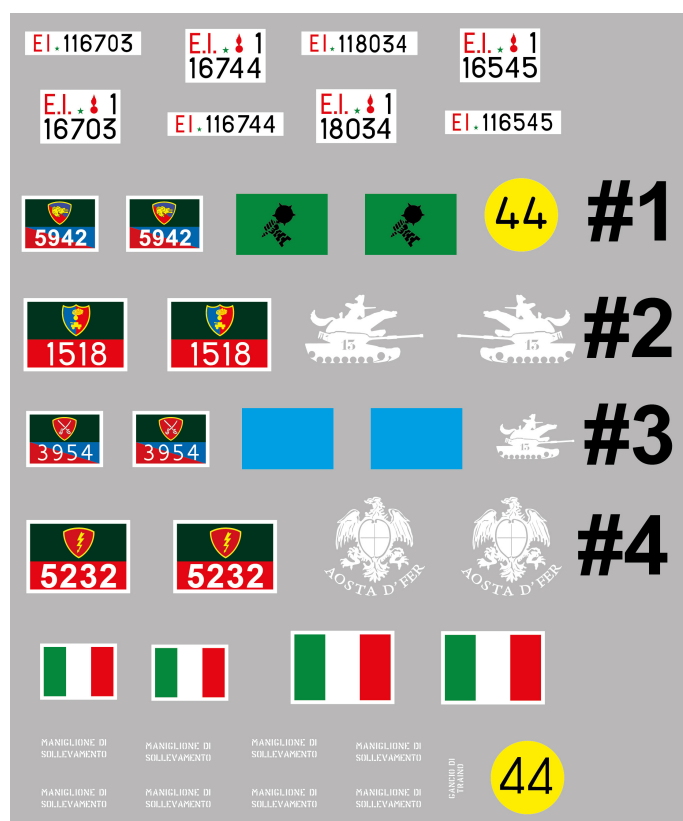 EI.116703
E.I. 1
16744
EI.118034
E.I. 1
16545
E.I. 1
16703
EI.116744
E.I. 1
18034
EI.116545
5942
5942
44
#1
1518
1518
13
13
#2
3954
3954
13
#3
5232
5232
AOSTA D'FER
AOSTA D'FER
#4
MANIGLIONE DI
SOLLEVAMENTO
MANIGLIONE DI
SOLLEVAMENTO
MANIGLIONE DI
SOLLEVAMENTO
MANIGLIONE DI
SOLLEVAMENTO
MANIGLIONE DI
SOLLEVAMENTO
MANIGLIONE DI
SOLLEVAMENTO
MANIGLIONE DI
SOLLEVAMENTO
MANIGLIONE DI
SOLLEVAMENTO
GANCIO DI
TRAINO
44